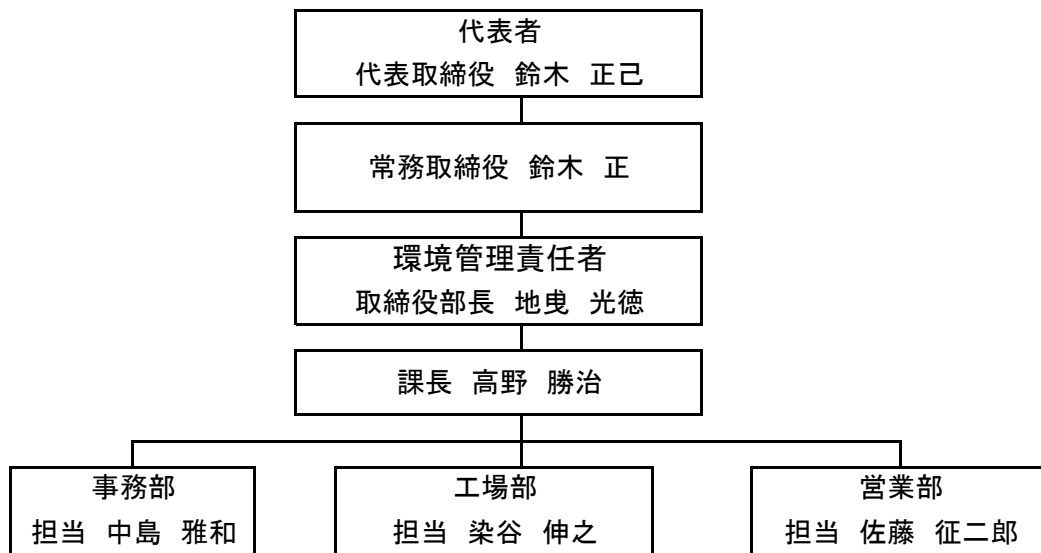 代表者
代表取締役 鈴木 正己
常務取締役 鈴木 正
環境管理責任者
取締役部長 地曵 光徳
課長 高野 勝治
事務部
担当 中島 雅和
工場部
担当 染谷 伸之
営業部
担当 佐藤 征二郎